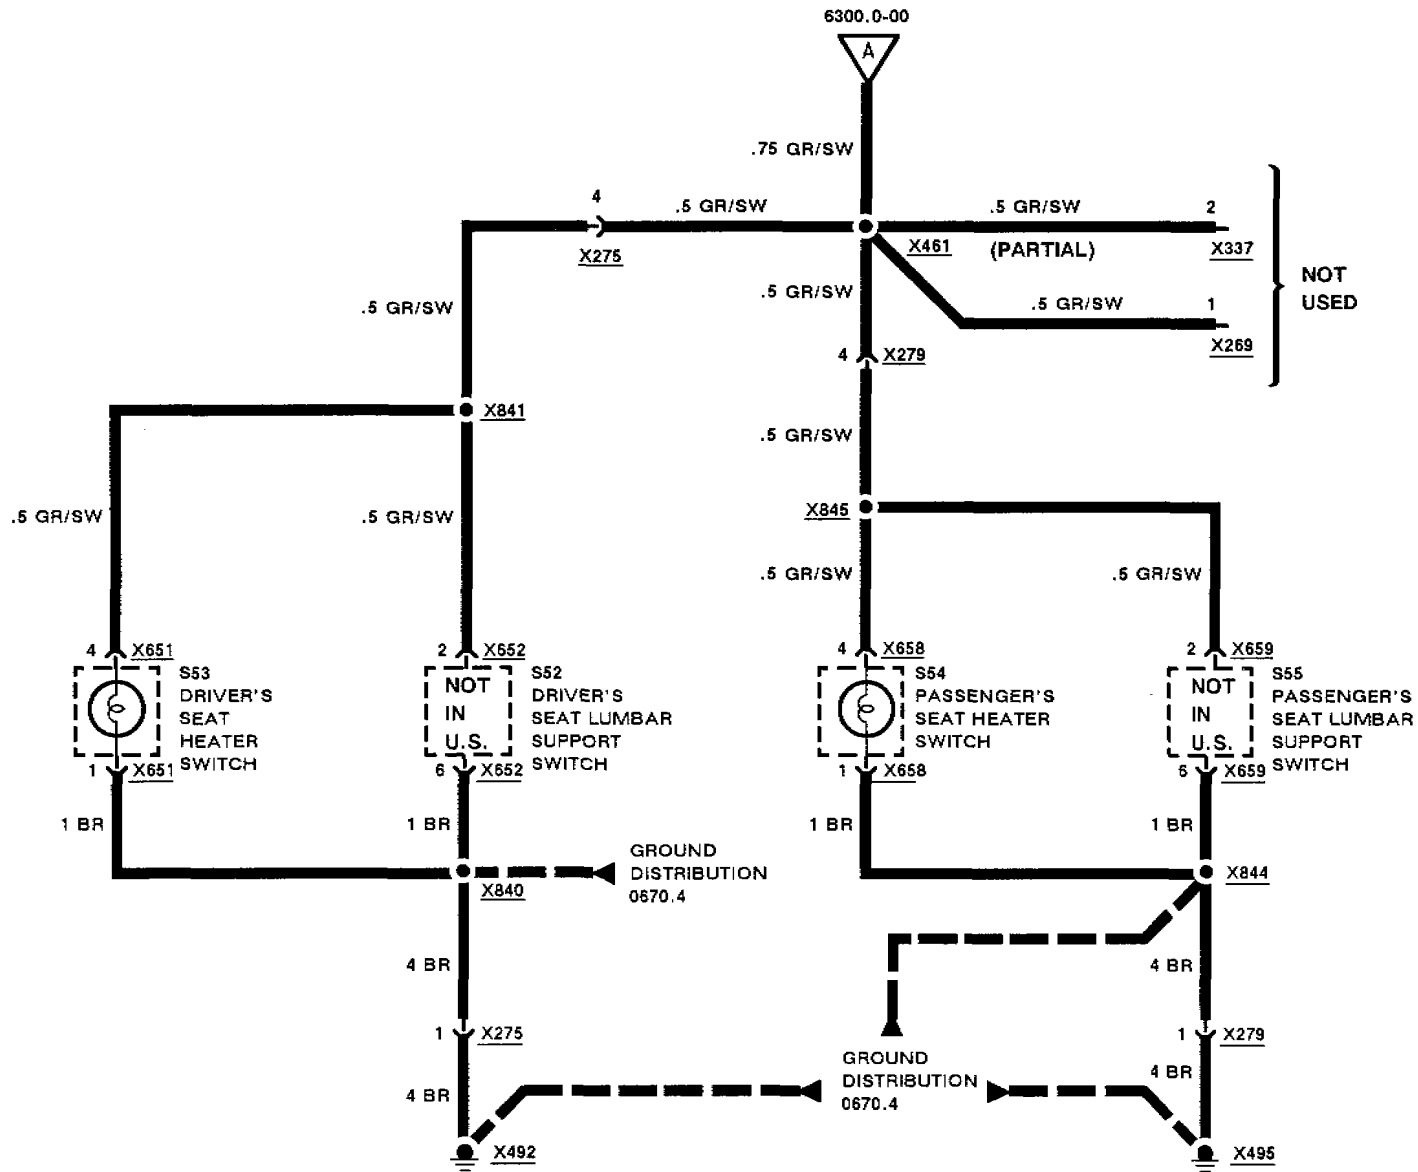 6300.0-00
A
.75 GR/SW
4
.5 GR/SW
.5 GR/SW
2
X275
X461
(PARTIAL)
X337
NOT
USED
.5 GR/SW
.5 GR/SW
.5 GR/SW
1
4
X279
X269
X841
.5 GR/SW
.5 GR/SW
.5 GR/SW
X845
.5 GR/SW
.5 GR/SW
4
X651
2
X652
4
X658
2
X659
S53
DRIVER'S
SEAT
HEATER
SWITCH
NOT
IN
U.S.
S52
DRIVER'S
SEAT LUMBAR
SUPPORT
SWITCH
S54
PASSENGER'S
SEAT HEATER
SWITCH
NOT
IN
U.S.
S55
PASSENGER'S
SEAT LUMBAR
SUPPORT
SWITCH
1
X651
6
X652
1
X658
6
X659
1 BR
1 BR
1 BR
1 BR
GROUND
DISTRIBUTION
0670.4
X840
X844
4 BR
4 BR
1
X275
1
X279
GROUND
DISTRIBUTION
0670.4
4 BR
4 BR
X492
X495